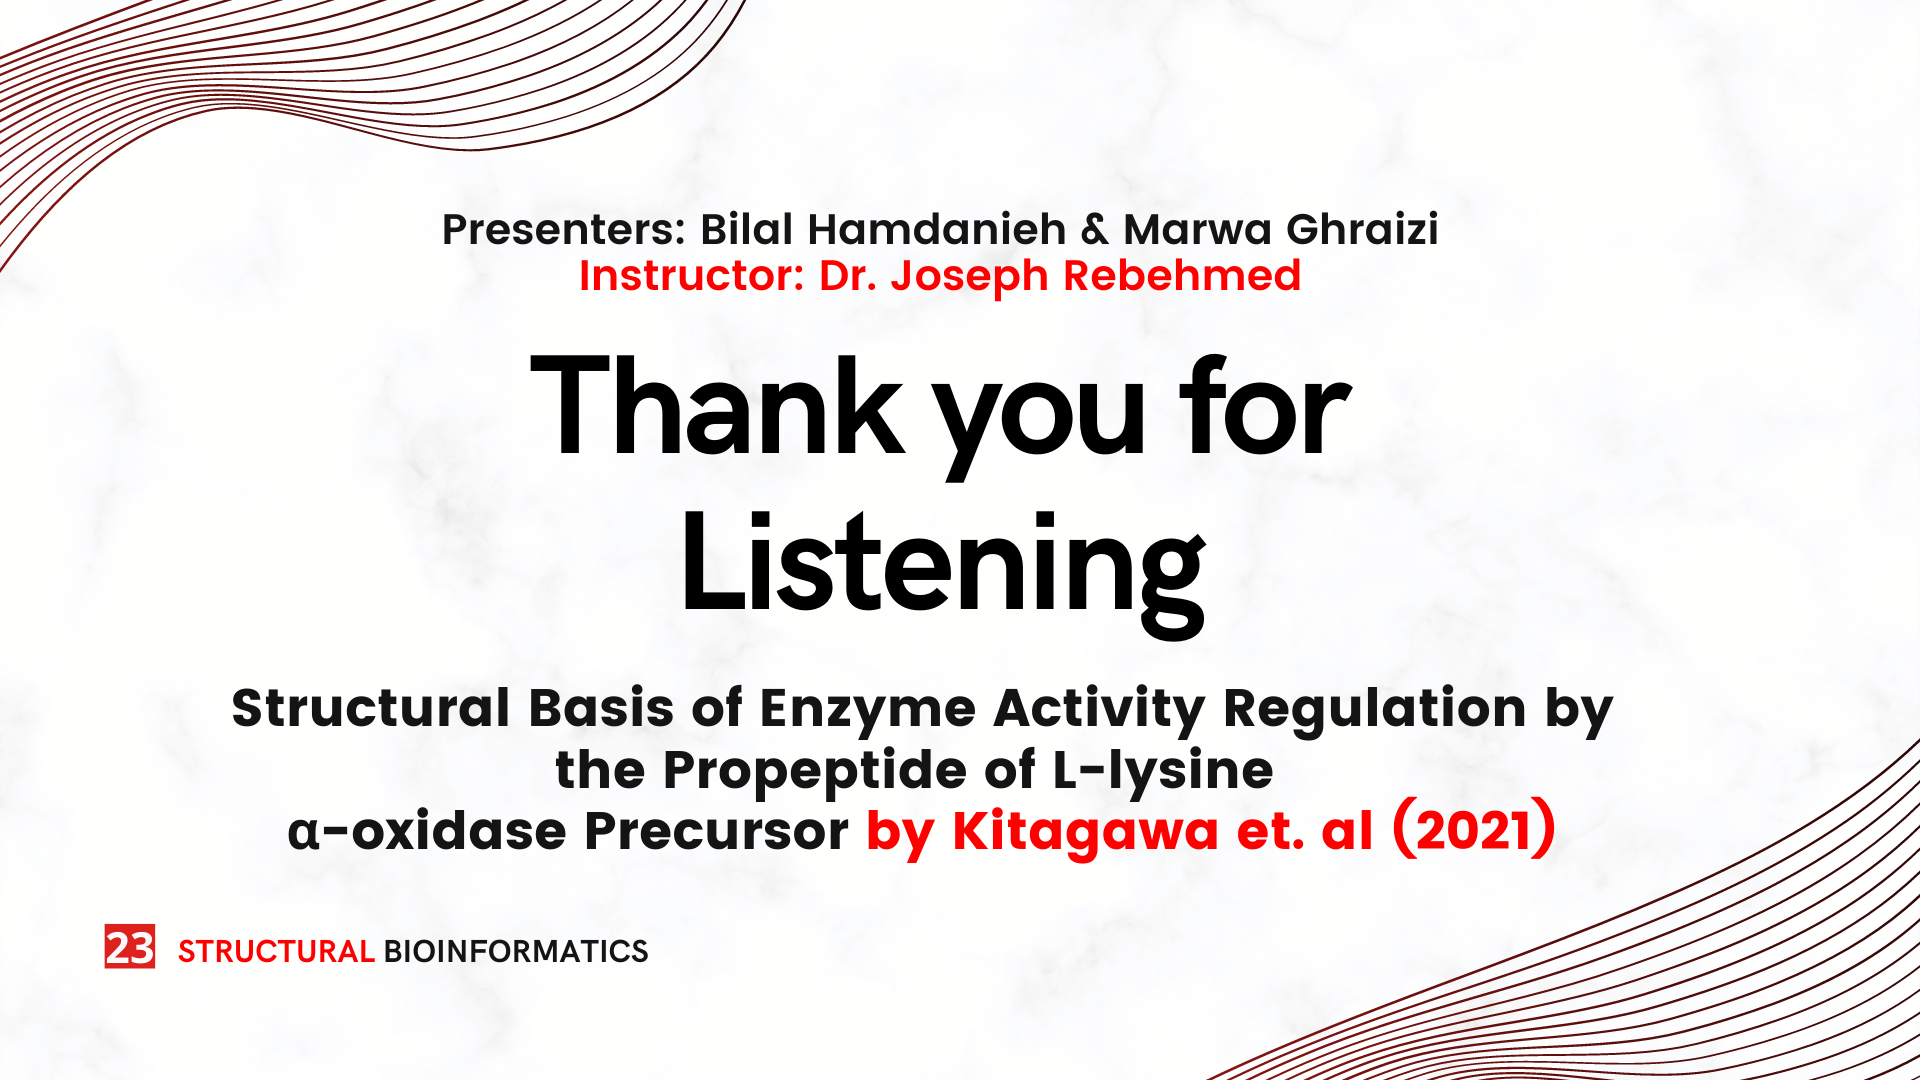 Presenters: Bilal Hamdanieh & Marwa Ghraizi
Instructor: Dr. Joseph Rebehmed
Thank you for
Listening
Structural Basis of Enzyme Activity Regulation by
the Propeptide of L-lysine
α-oxidase Precursor by Kitagawa et. al (2021)
23 STRUCTURAL BIOINFORMATICS